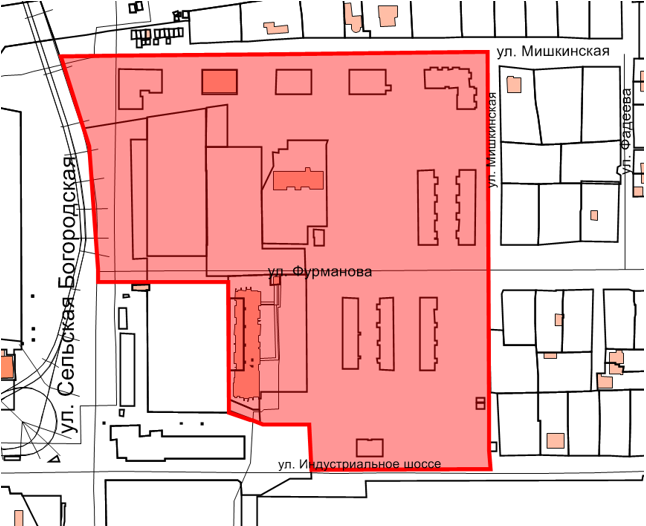 ул. Мишкинская
ул. Фадеева
ул. Мишкинская
ул. Сельская Богородская
ул. Фурманова
ул. Индустриальное шоссе